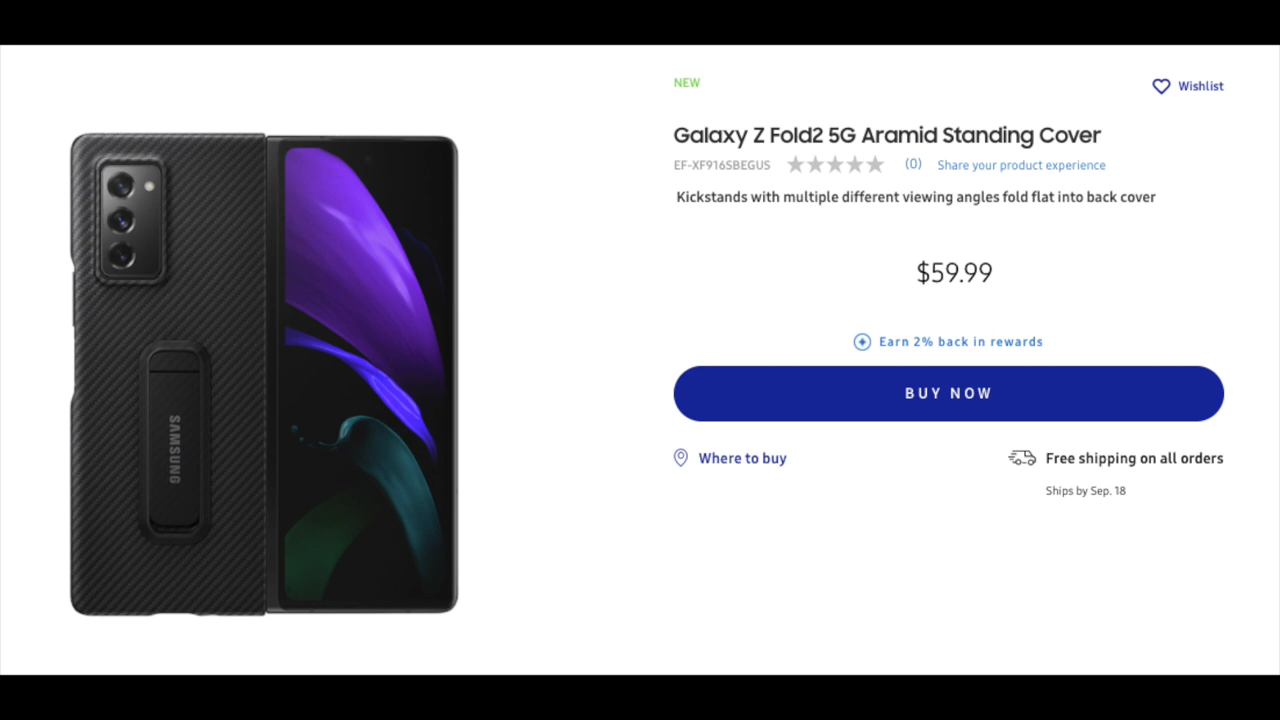 NEW
Wishlist
Galaxy Z Fold2 5G Aramid Standing Cover
EF-XF916SBEGUS (0) Share your product experience
Kickstands with multiple different viewing angles fold flat into back cover
$59.99
Earn 2% back in rewards
BUY NOW
Where to buy
Free shipping on all orders
Ships by Sep. 18
SAMSUNG